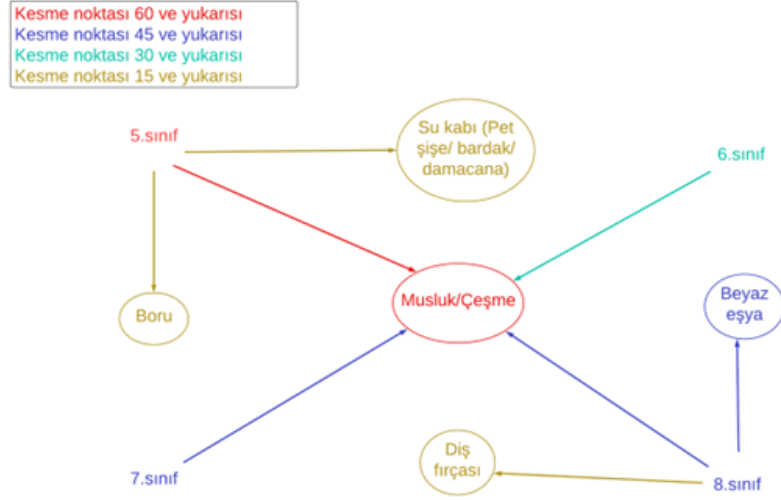 Kesme noktası 60 ve yukarısı
Kesme noktası 45 ve yukarısı
Kesme noktası 30 ve yukarısı
Kesme noktası 15 ve yukarısı
5.sınıf
Su kabı (Pet
şişe/ bardak/
damacana)
6.sınıf
Musluk/Çeşme
Beyaz
eşya
Boru
7.sınıf
Diş
fırçası
8.sınıf